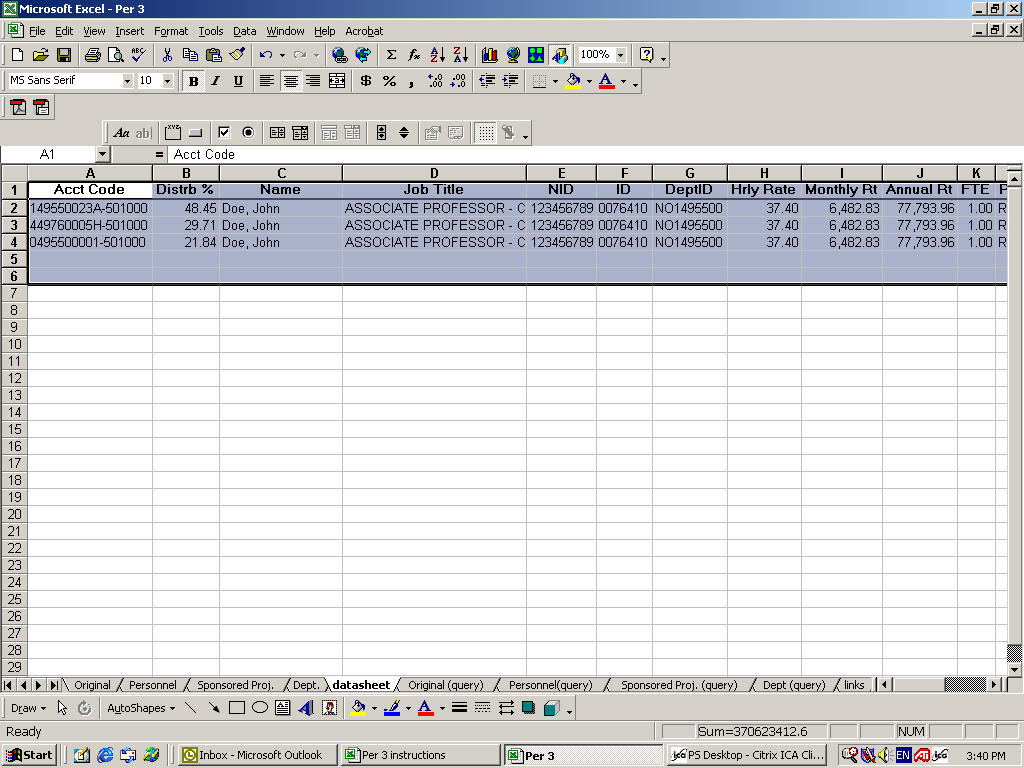 Microsoft Excel - Per 3
File Edit View Insert Format Tools Data Window Help Acrobat
100%
MS Sans Serif 10 B I U $ % ,
A1 = Acct Code
A B C D E F G H I J K
1 Acct Code Distrb % Name Job Title NID ID DeptID Hrly Rate Monthly Rt Annual Rt FTE
2 149550023A-501000 48.45 Doe, John ASSOCIATE PROFESSOR - C 123456789 0076410 NO1495500 37.40 6,482.83 77,793.96 1.00 R
3 449760005H-501000 29.71 Doe, John ASSOCIATE PROFESSOR - C 123456789 0076410 NO1495500 37.40 6,482.83 77,793.96 1.00 R
4 0495500001-501000 21.84 Doe, John ASSOCIATE PROFESSOR - C 123456789 0076410 NO1495500 37.40 6,482.83 77,793.96 1.00 R
5
6
7
8
9
10
11
12
13
14
15
16
17
18
19
20
21
22
23
24
25
26
27
28
29
Original Personnel Sponsored Proj. Dept. datasheet Original (query) Personnel(query) Sponsored Proj. (query) Dept (query) links
Draw AutoShapes
Ready Sum=370623412.6 NUM
Start Inbox - Microsoft Outlook Per 3 instructions Per 3 PS Desktop - Citrix ICA Cli... EN 3:40 PM